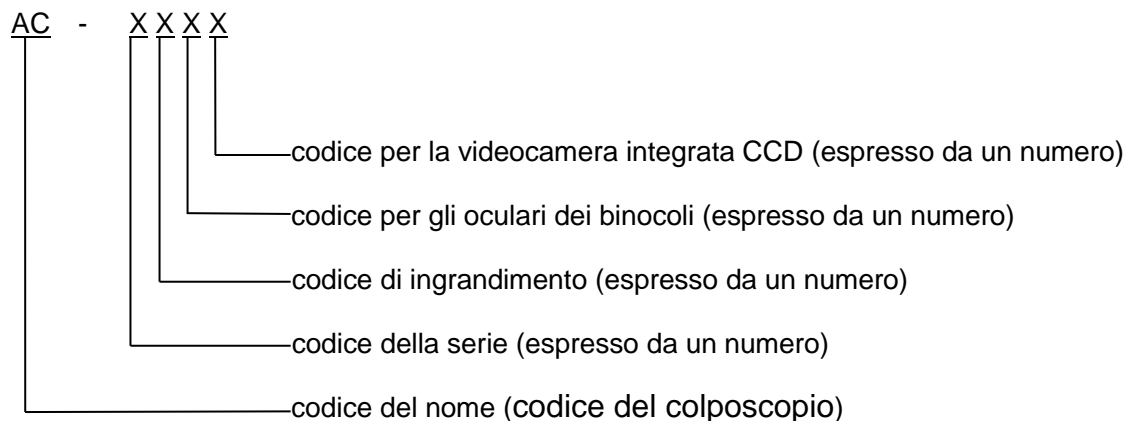 AC - X X X X
codice per la videocamera integrata CCD (espresso da un numero)
codice per gli oculari dei binocoli (espresso da un numero)
codice di ingrandimento (espresso da un numero)
codice della serie (espresso da un numero)
codice del nome (codice del colposcopio)